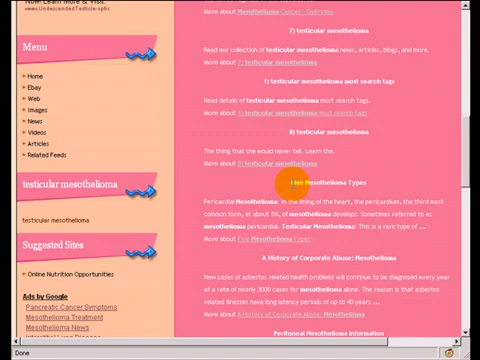 Now! Learn More at
www.UndescendedTesticle-optic
Menu
Home
Ebay
Web
Images
News
Videos
Articles
Related Feeds
testicular mesothelioma
testicular mesothelioma
Suggested Sites
Online Nutrition Opportunities
Ads by Google
Pancreatic Cancer Symptoms
Mesothelioma Treatment
Mesothelioma News
Interstitial Lung Disease
More about Mesothelioma Cancer - Overview
7) testicular mesothelioma
Read our collection of testicular mesothelioma news, articles, blogs, and more.
More about 7) testicular mesothelioma
1) testicular mesothelioma most search tags
Read details of testicular mesothelioma most search tags.
More about 1) testicular mesothelioma most search tags
8) testicular mesothelioma
The thing that she would never tell. Learn the.
More about 8) testicular mesothelioma
Five Mesothelioma Types
Pericardial Mesothelioma: In the lining of the heart, the pericardium, the third most
common form, at about 5%, of mesothelioma develops. Sometimes referred to as
mesothelioma pericardial. Testicular Mesothelioma: This is a rare type of ...
More about Five Mesothelioma Types
A History of Corporate Abuse: Mesothelioma
New cases of asbestos related health problems will continue to be diagnosed every year
at a rate of nearly 3000 cases for mesothelioma alone. The reason is that asbestos
related illnesses have long latency periods of up to 40 years ...
More about A History of Corporate Abuse: Mesothelioma
Peritoneal Mesothelioma Information
Done